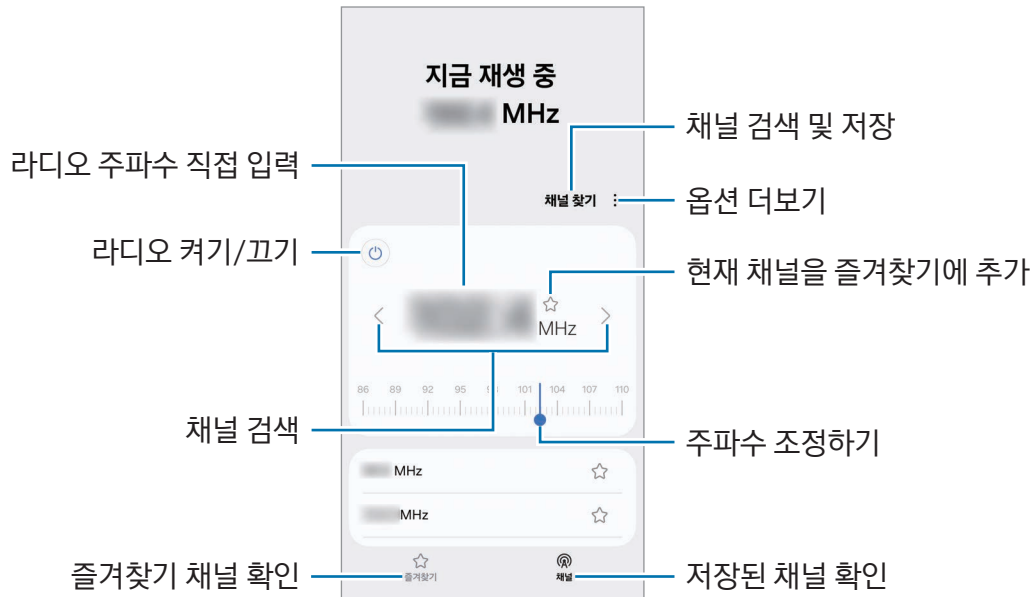 지금 재생 중
MHz
채널 검색 및 저장
라디오 주파수 직접 입력
채널 찾기
옵션 더보기
라디오 켜기/끄기
현재 채널을 즐겨찾기에 추가
MHz
86 89 92 95 101 104 107 110
채널 검색
주파수 조정하기
MHz
MHz
즐겨찾기
채널
즐겨찾기 채널 확인
저장된 채널 확인